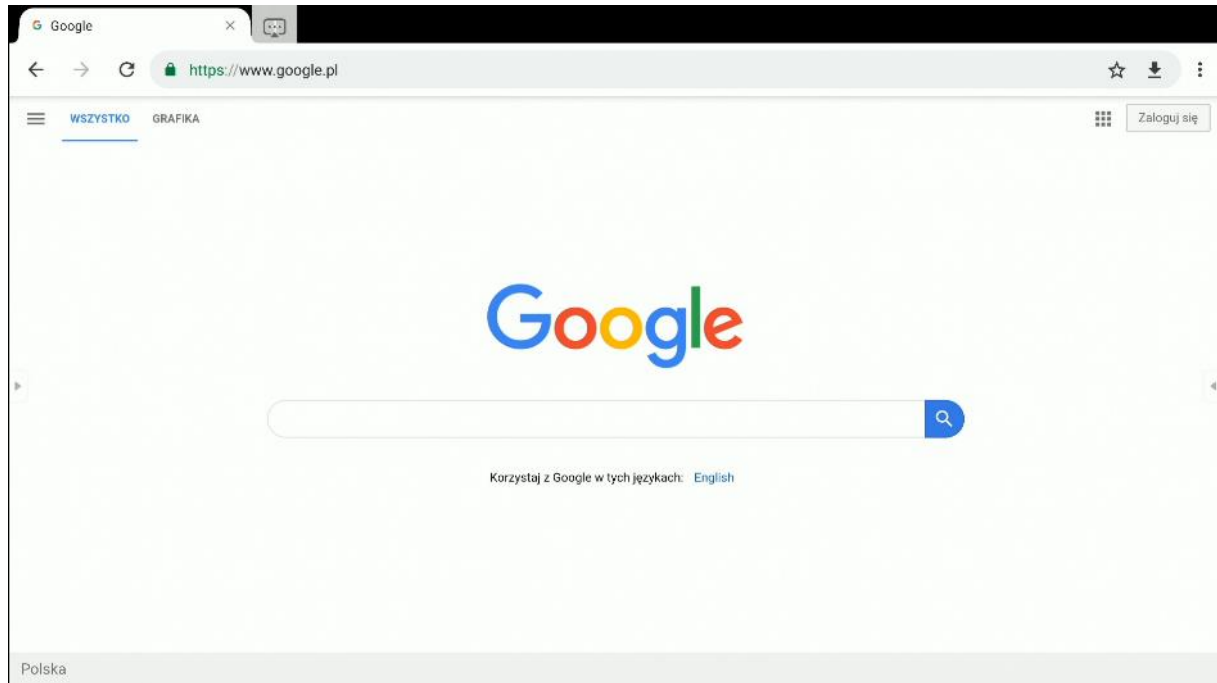 Google
https://www.google.pl
WSZYSTKO GRAFIKA
Zaloguj się
Google
Korzystaj z Google w tych językach: English
Polska